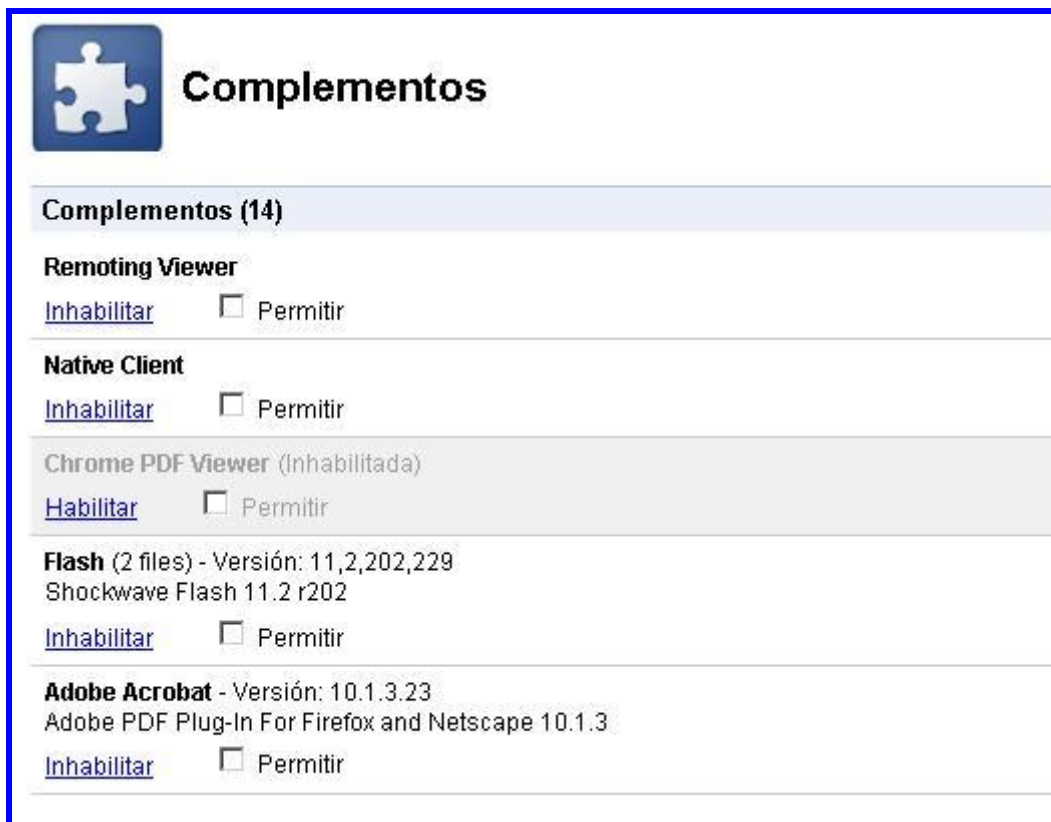 Complementos
Complementos (14)
Remoting Viewer
Inhabilitar Permitir
Native Client
Inhabilitar Permitir
Chrome PDF Viewer (Inhabilitada)
Habilitar Permitir
Flash (2 files) - Versión: 11,2,202,229
Shockwave Flash 11.2 r202
Inhabilitar Permitir
Adobe Acrobat - Versión: 10.1.3.23
Adobe PDF Plug-In For Firefox and Netscape 10.1.3
Inhabilitar Permitir